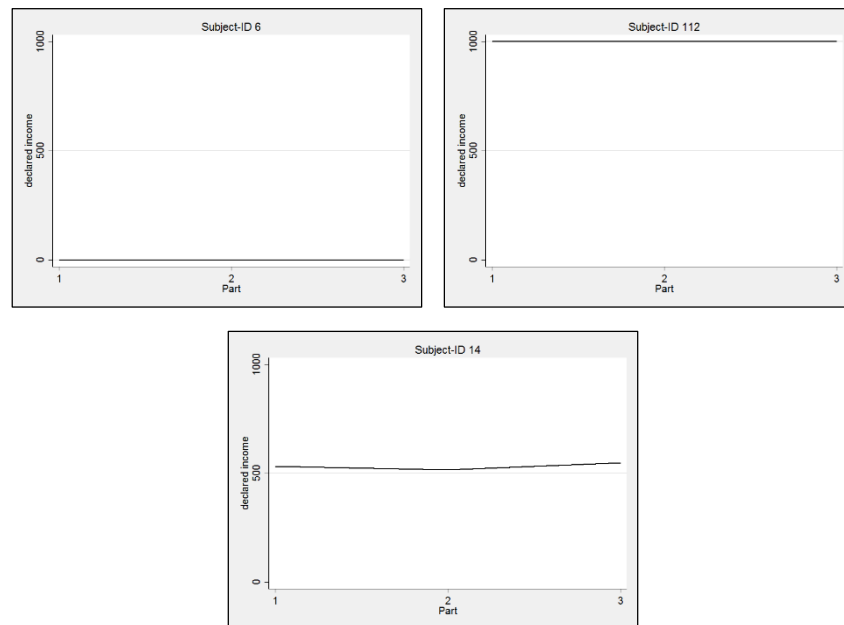 Subject-ID 6
1000
500
0
declared income
1 2 3
Part
Subject-ID 112
1000
500
0
declared income
1 2 3
Part
Subject-ID 14
1000
500
0
declared income
1 2 3
Part